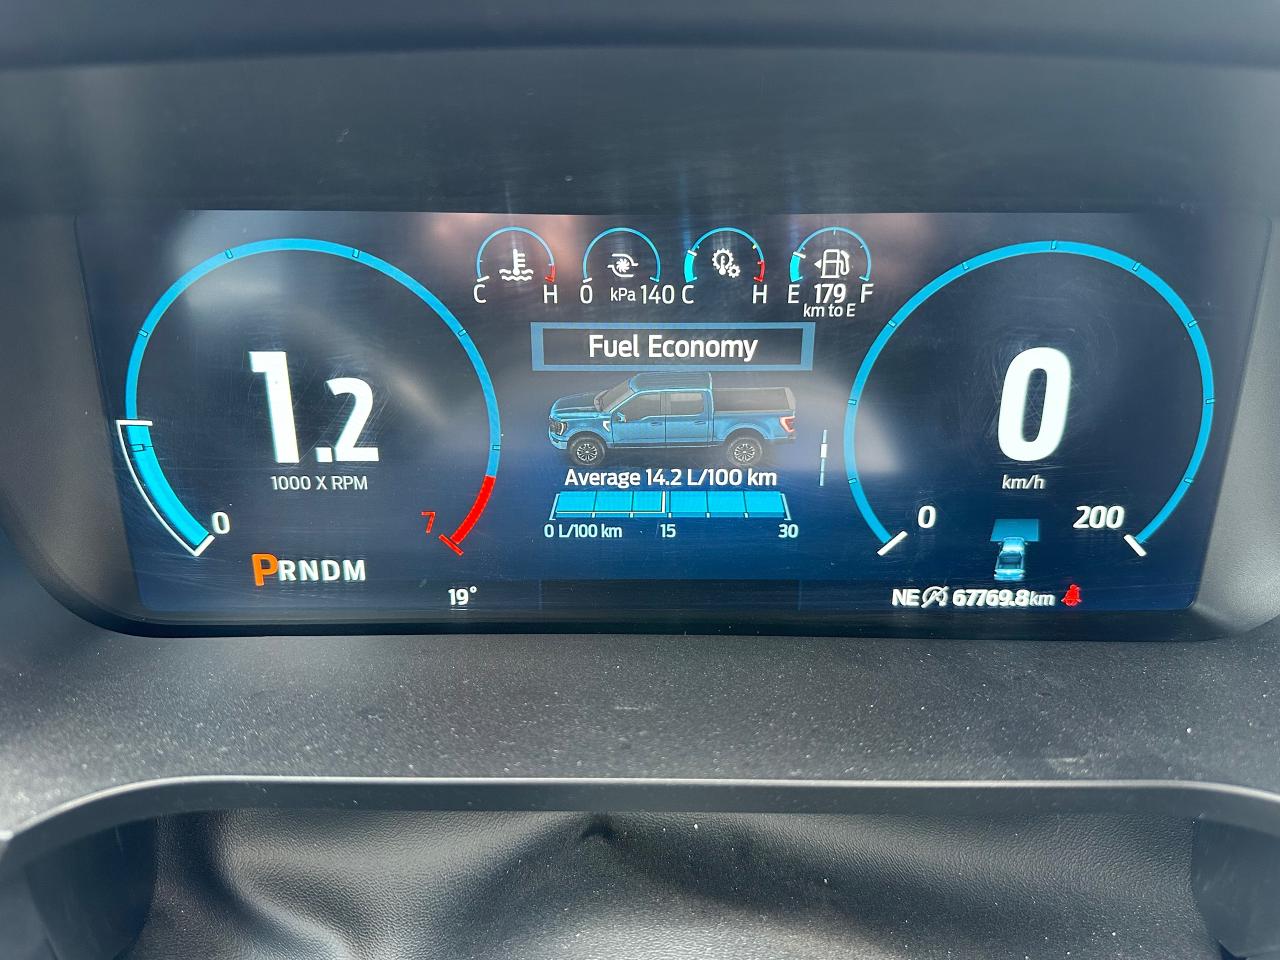 C H 0 kPa 140 C H E 179 F
km to E
Fuel Economy
1.2
1000 X RPM
0
7
PRNDM
19°
Average 14.2 L/100 km
0 L/100 km 15 30
0
km/h
0 200
NE 67769.8km